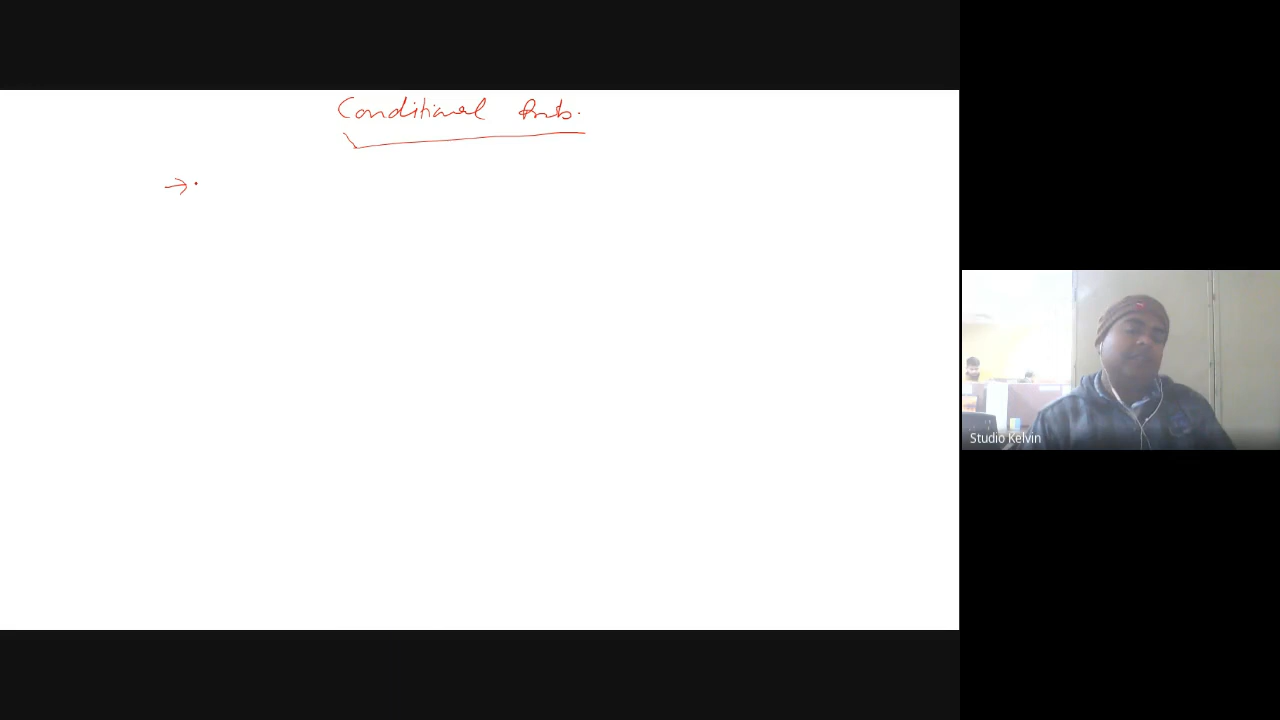 Conditional Prob.
→
Studio Kelvin